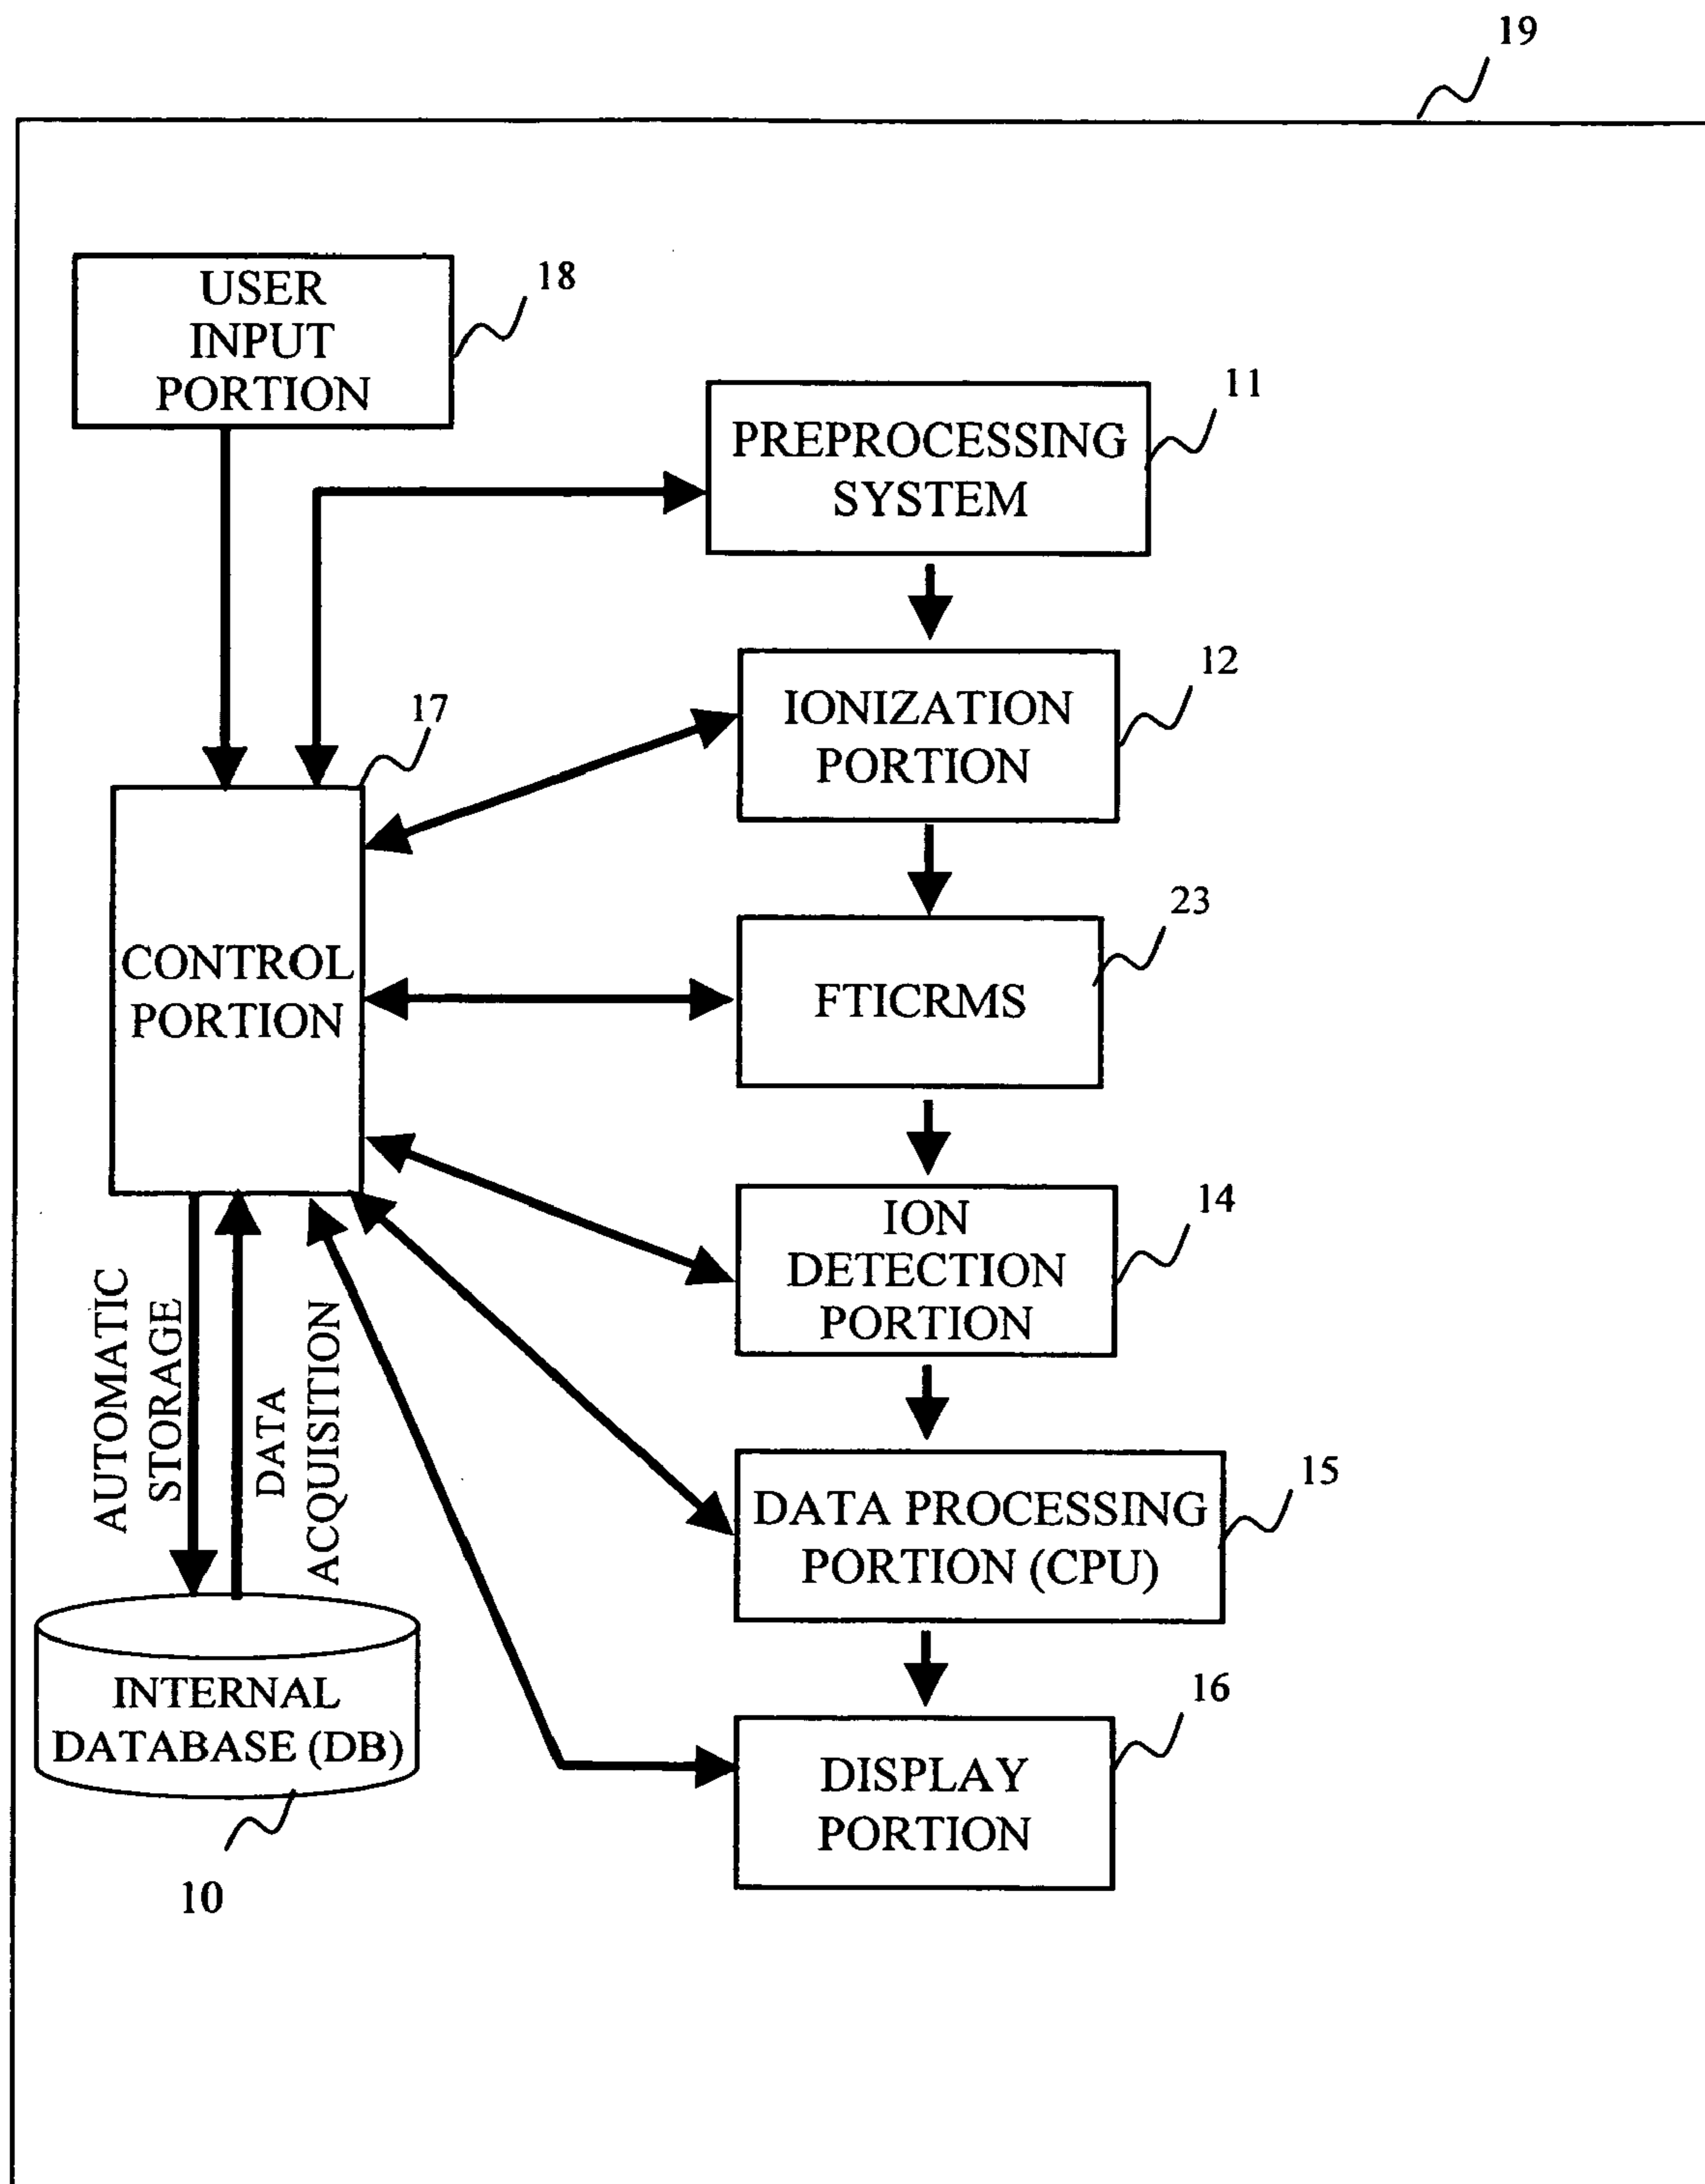 19
USER
INPUT
PORTION
18
PREPROCESSING
SYSTEM
11
IONIZATION
PORTION
12
17
CONTROL
PORTION
FTICRMS
23
ION
DETECTION
PORTION
14
AUTOMATIC
STORAGE
DATA
ACQUISITION
DATA PROCESSING
PORTION (CPU)
15
INTERNAL
DATABASE (DB)
10
DISPLAY
PORTION
16